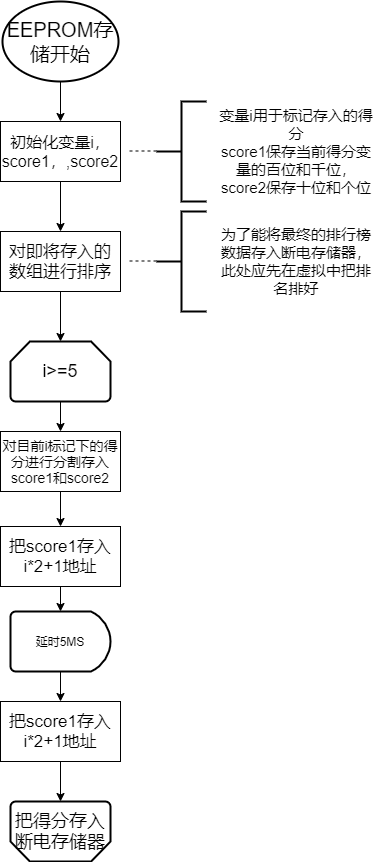 EEPROM存
储开始
初始化变量i,
score1，,score2
变量i用于标记存入的得
分
score1保存当前得分变
量的百位和千位，
score2保存十位和个位
对即将存入的
数组进行排序
为了能将最终的排行榜
数据存入断电存储器，
此处应先在虚拟中把排
名排好
i>=5
对目前i标记下的得
分进行分割存入
score1和score2
把score1存入
i*2+1地址
延时5MS
把score1存入
i*2+1地址
把得分存入
断电存储器